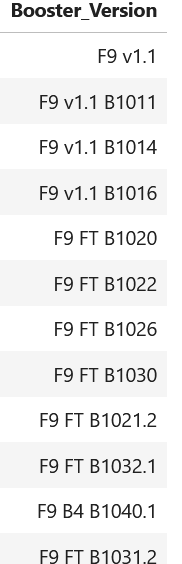 Booster_Version
F9 v1.1
F9 v1.1 B1011
F9 v1.1 B1014
F9 v1.1 B1016
F9 FT B1020
F9 FT B1022
F9 FT B1026
F9 FT B1030
F9 FT B1021.2
F9 FT B1032.1
F9 B4 B1040.1
F9 FT B1031.2